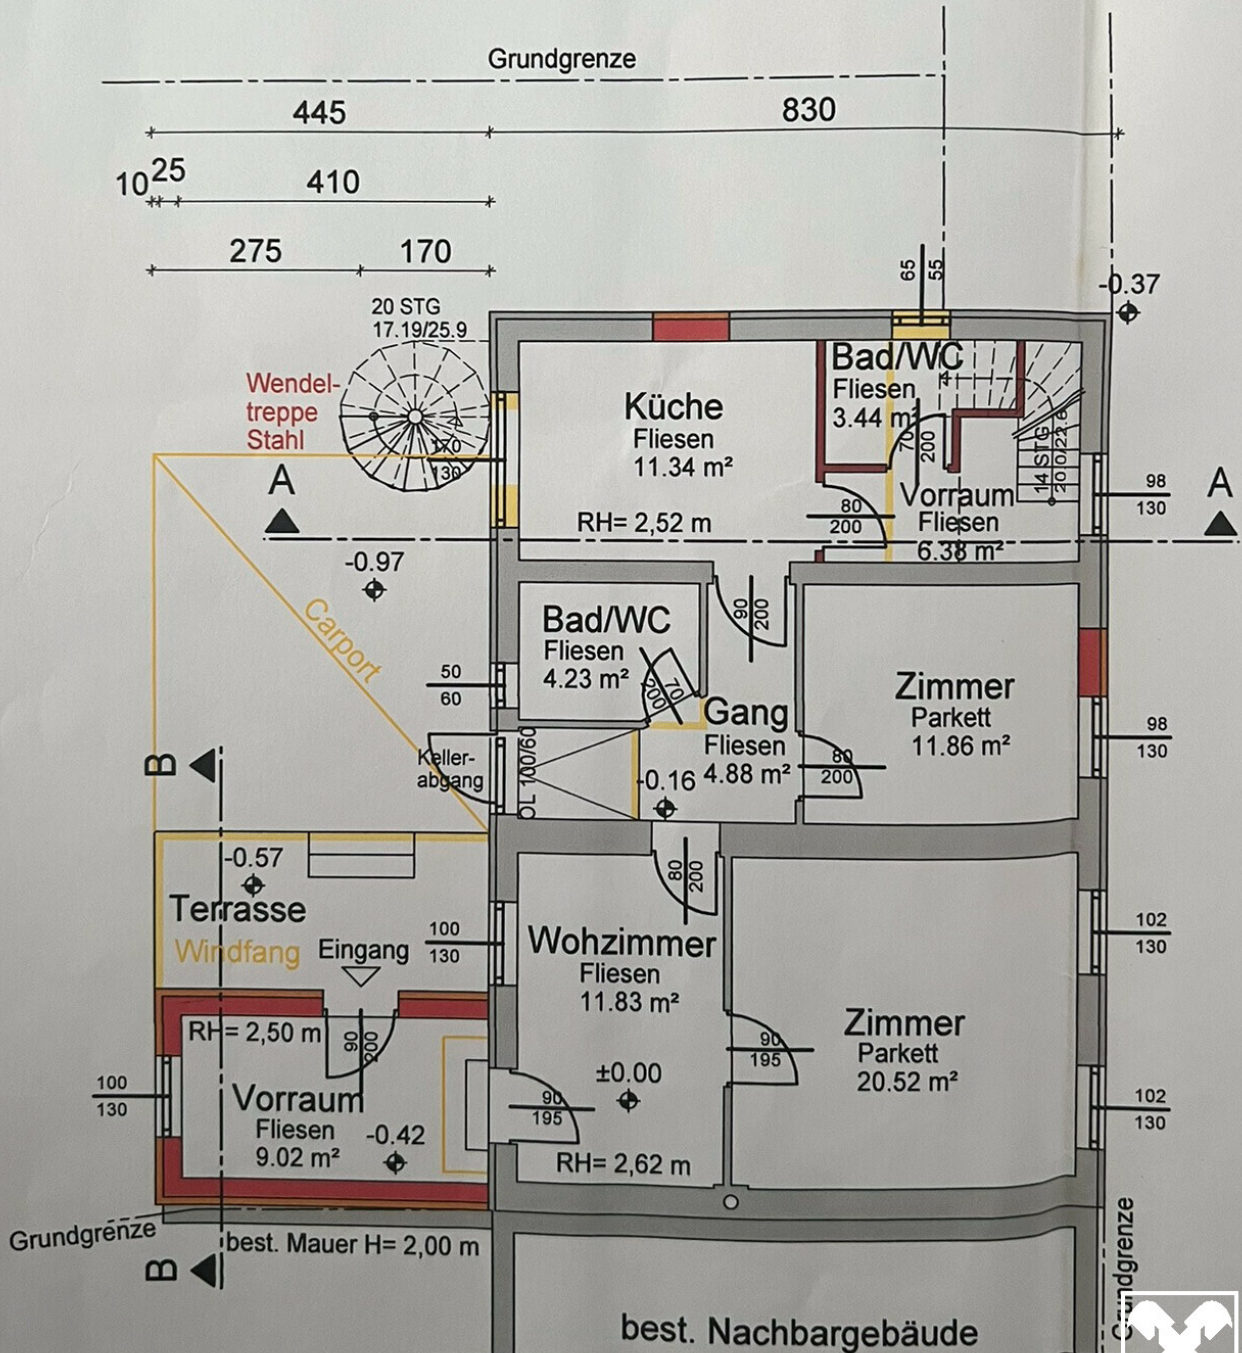 Grundgrenze
445
830
10 25
410
275
170
65
55
-0.37
20 STG
17.19/25.9
Wendel-
treppe
Stahl
170
130
A
A
Küche
Fliesen
11.34 m²
RH= 2,52 m
Bad/WC
Fliesen
3.44 m²
70
200
14 STG
Vorraum
Fliesen
6.38 m²
80
200
98
130
-0.97
Carport
Bad/WC
Fliesen
4.23 m²
70
200
90
200
50
60
Zimmer
Parkett
11.86 m²
98
130
Gang
Fliesen
4.88 m²
-0.16
80
200
B
Keller-
abgang
OL 100/60
-0.57
Terrasse
Windfang
Eingang
100
130
80
200
Wohzimmer
Fliesen
11.83 m²
±0.00
RH= 2,62 m
102
130
Zimmer
Parkett
20.52 m²
90
195
102
130
RH= 2,50 m
90
200
100
130
Vorraum
Fliesen
9.02 m²
-0.42
90
195
Grundgrenze
best. Mauer H= 2,00 m
B
Grundgrenze
best. Nachbargebäude